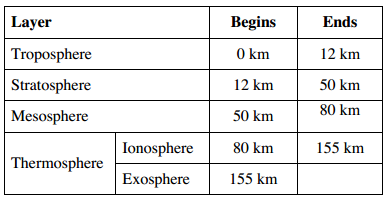 Layer Begins Ends
Troposphere 0 km 12 km
Stratosphere 12 km 50 km
Mesosphere 50 km 80 km
Thermosphere Ionosphere 80 km 155 km
Exosphere 155 km